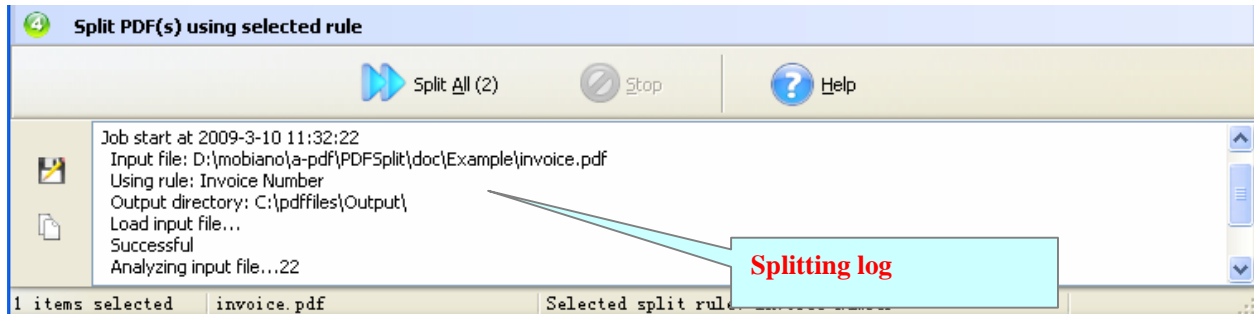 4 Split PDF(s) using selected rule
Split All (2) Stop Help
Job start at 2009-3-10 11:32:22
Input file: D:\mobiano\a-pdf\PDFSplit\doc\Example\invoice.pdf
Using rule: Invoice Number
Output directory: C:\pdffiles\Output\
Load input file...
Successful
Analyzing input file...22
Splitting log
1 items selected invoice.pdf Selected split rule: